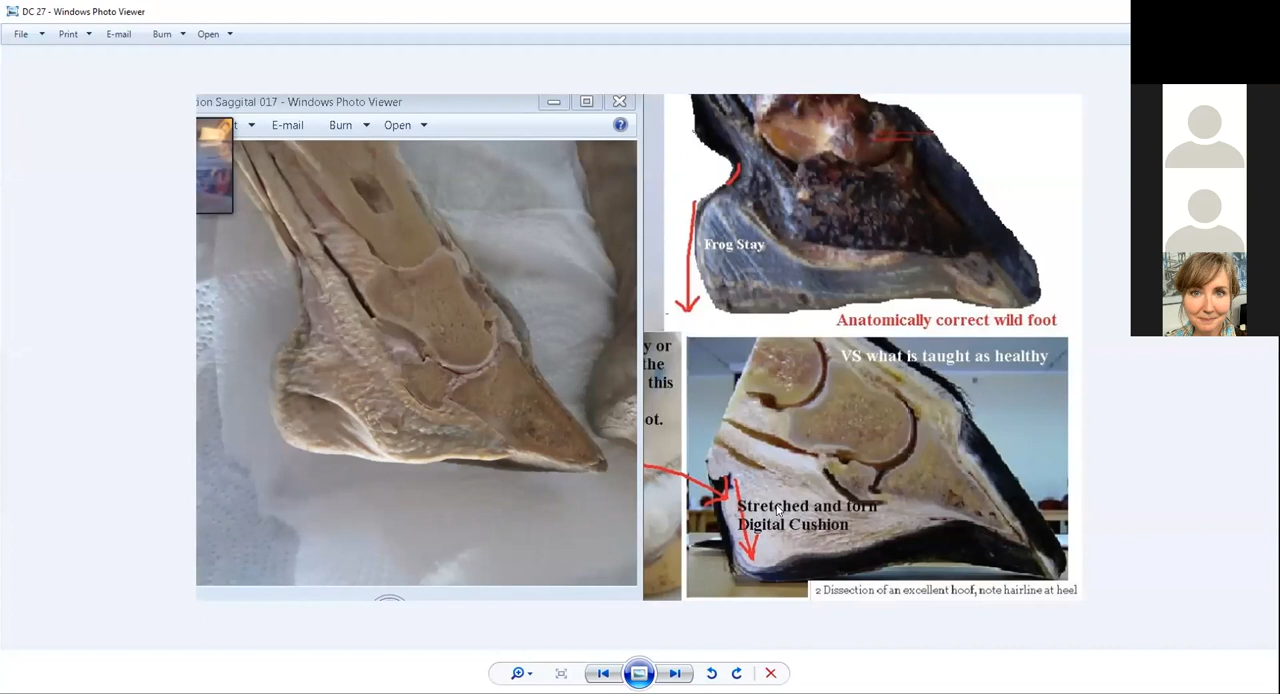 DC 27 - Windows Photo Viewer
File Print E-mail Burn Open
ion Saggital 017 - Windows Photo Viewer
t E-mail Burn Open
Frog Stay
Anatomically correct wild foot
y or
the
this
ot.
VS what is taught as healthy
Stretched and torn
Digital Cushion
2 Dissection of an excellent hoof, note hairline at heel